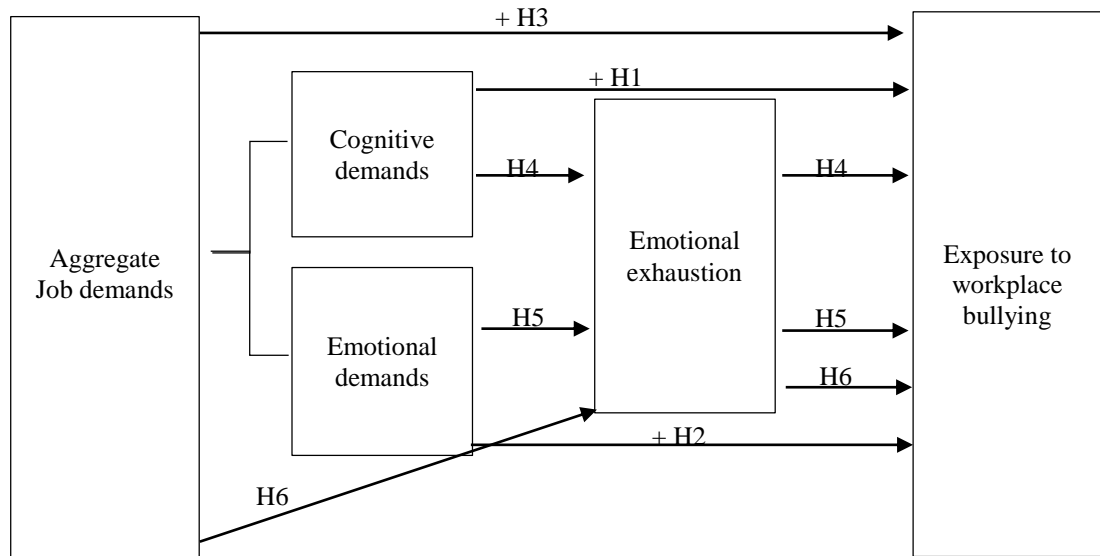 + H3
+ H1
Cognitive
demands
H4
H4
Aggregate
Job demands
Emotional
exhaustion
Exposure to
workplace
bullying
H5
H5
Emotional
demands
H6
+ H2
H6